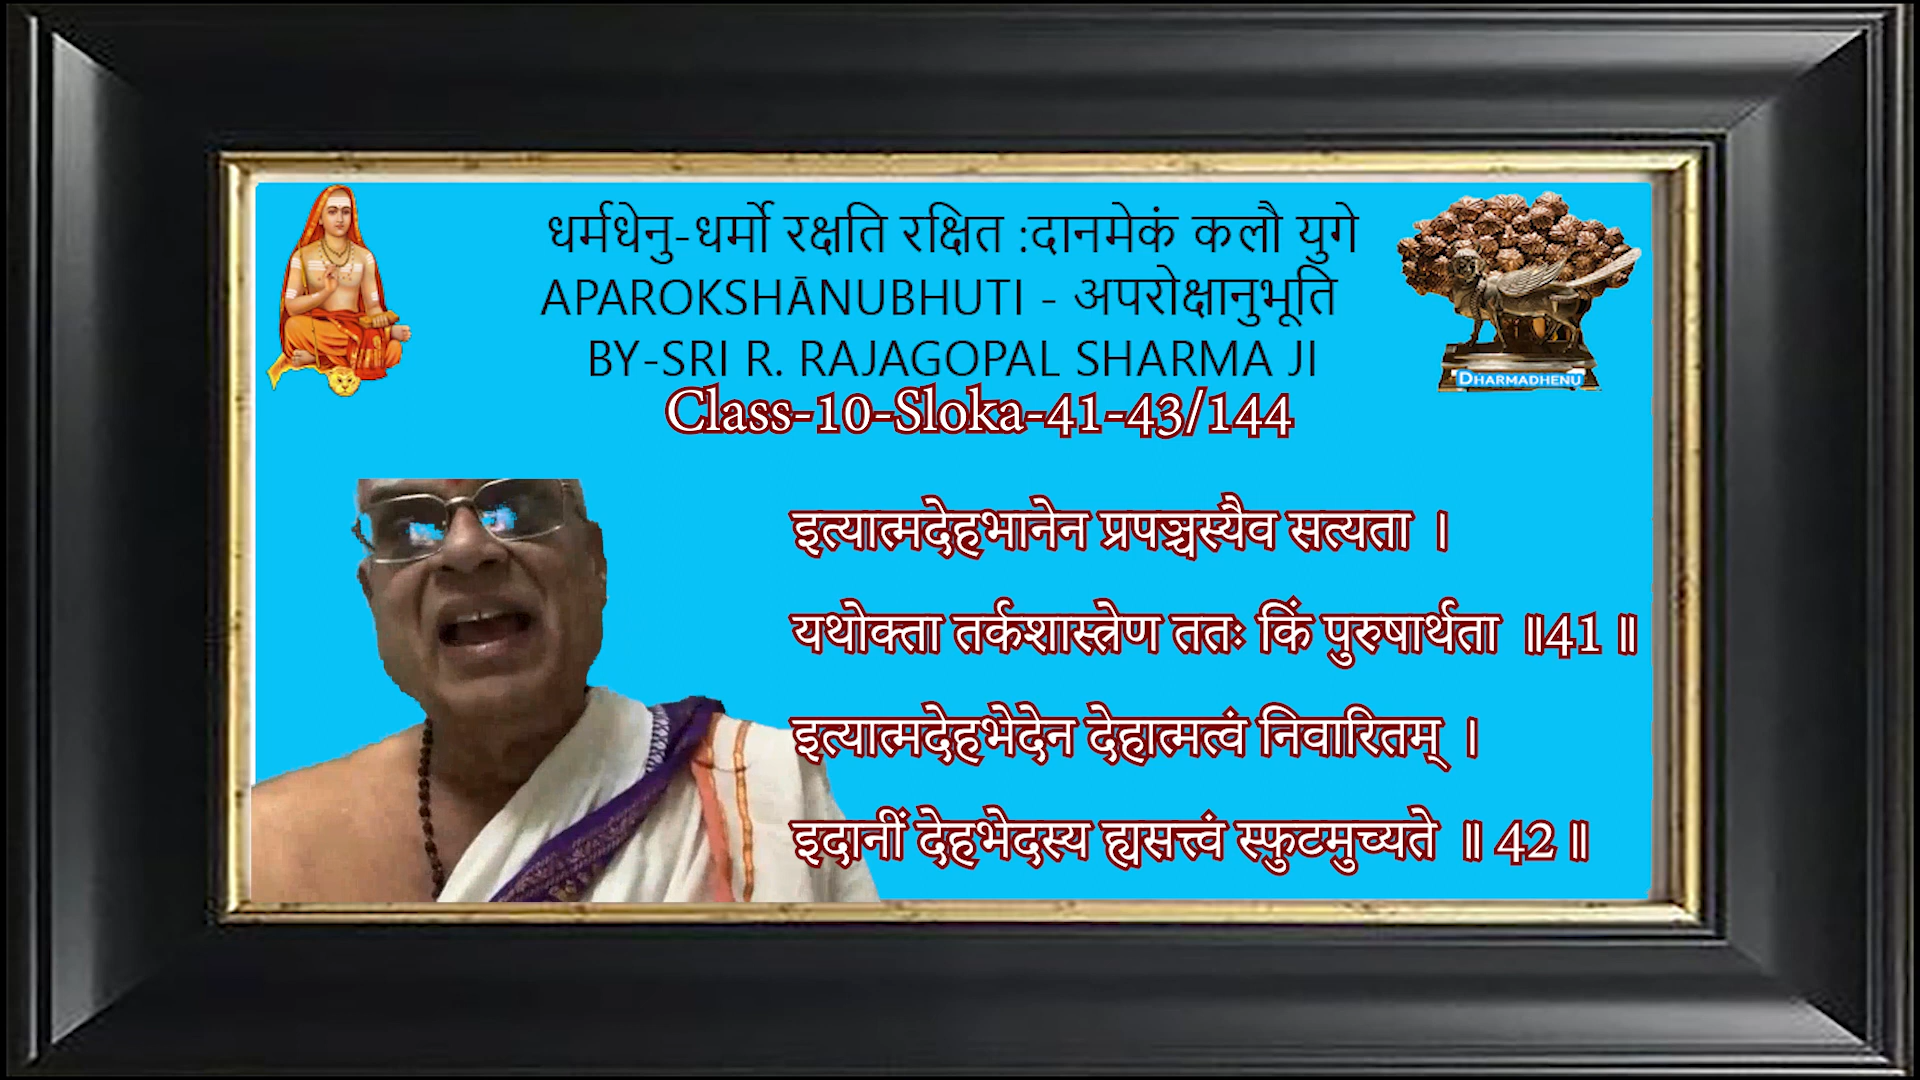 धर्मधेनु-धर्मो रक्षति रक्षित :दानमेकं कलौ युगे
APAROKSHĀNUBHUTI - अपरोक्षानुभूति
BY-SRI R. RAJAGOPAL SHARMA JI
DHARMADHENU
Class-10-Sloka-41-43/144
इत्यात्मदेहभानेन प्रपञ्चस्यैव सत्यता ।
यथोक्ता तर्कशास्त्रेण ततः किं पुरुषार्थता ॥41॥
इत्यात्मदेहभेदेन देहात्मत्वं निवारितम् ।
इदानीं देहभेदस्य ह्यसत्त्वं स्फुटमुच्यते ॥ 42॥